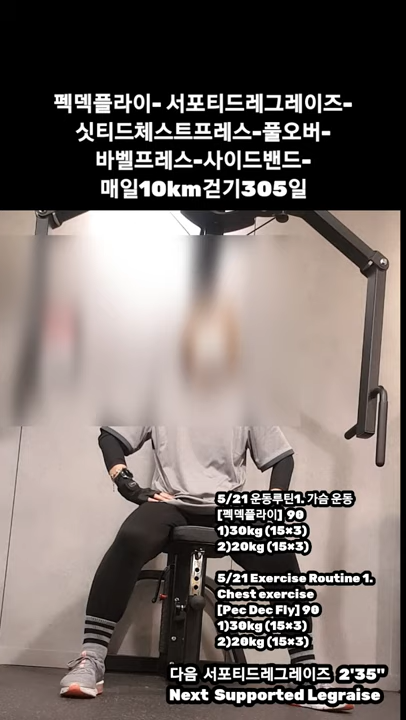 펙덱플라이- 서포티드레그레이즈-
싯티드체스트프레스-풀오버-
바벨프레스-사이드밴드-
매일10km걷기305일
5/21 운동루틴1. 가슴 운동
[펙덱플라이] 90
1)30kg (15×3)
2)20kg (15×3)
5/21 Exercise Routine 1.
Chest exercise
[Pec Dec Fly] 90
1)30kg (15×3)
2)20kg (15×3)
다음 서포티드레그레이즈 2'35"
Next Supported Legraise